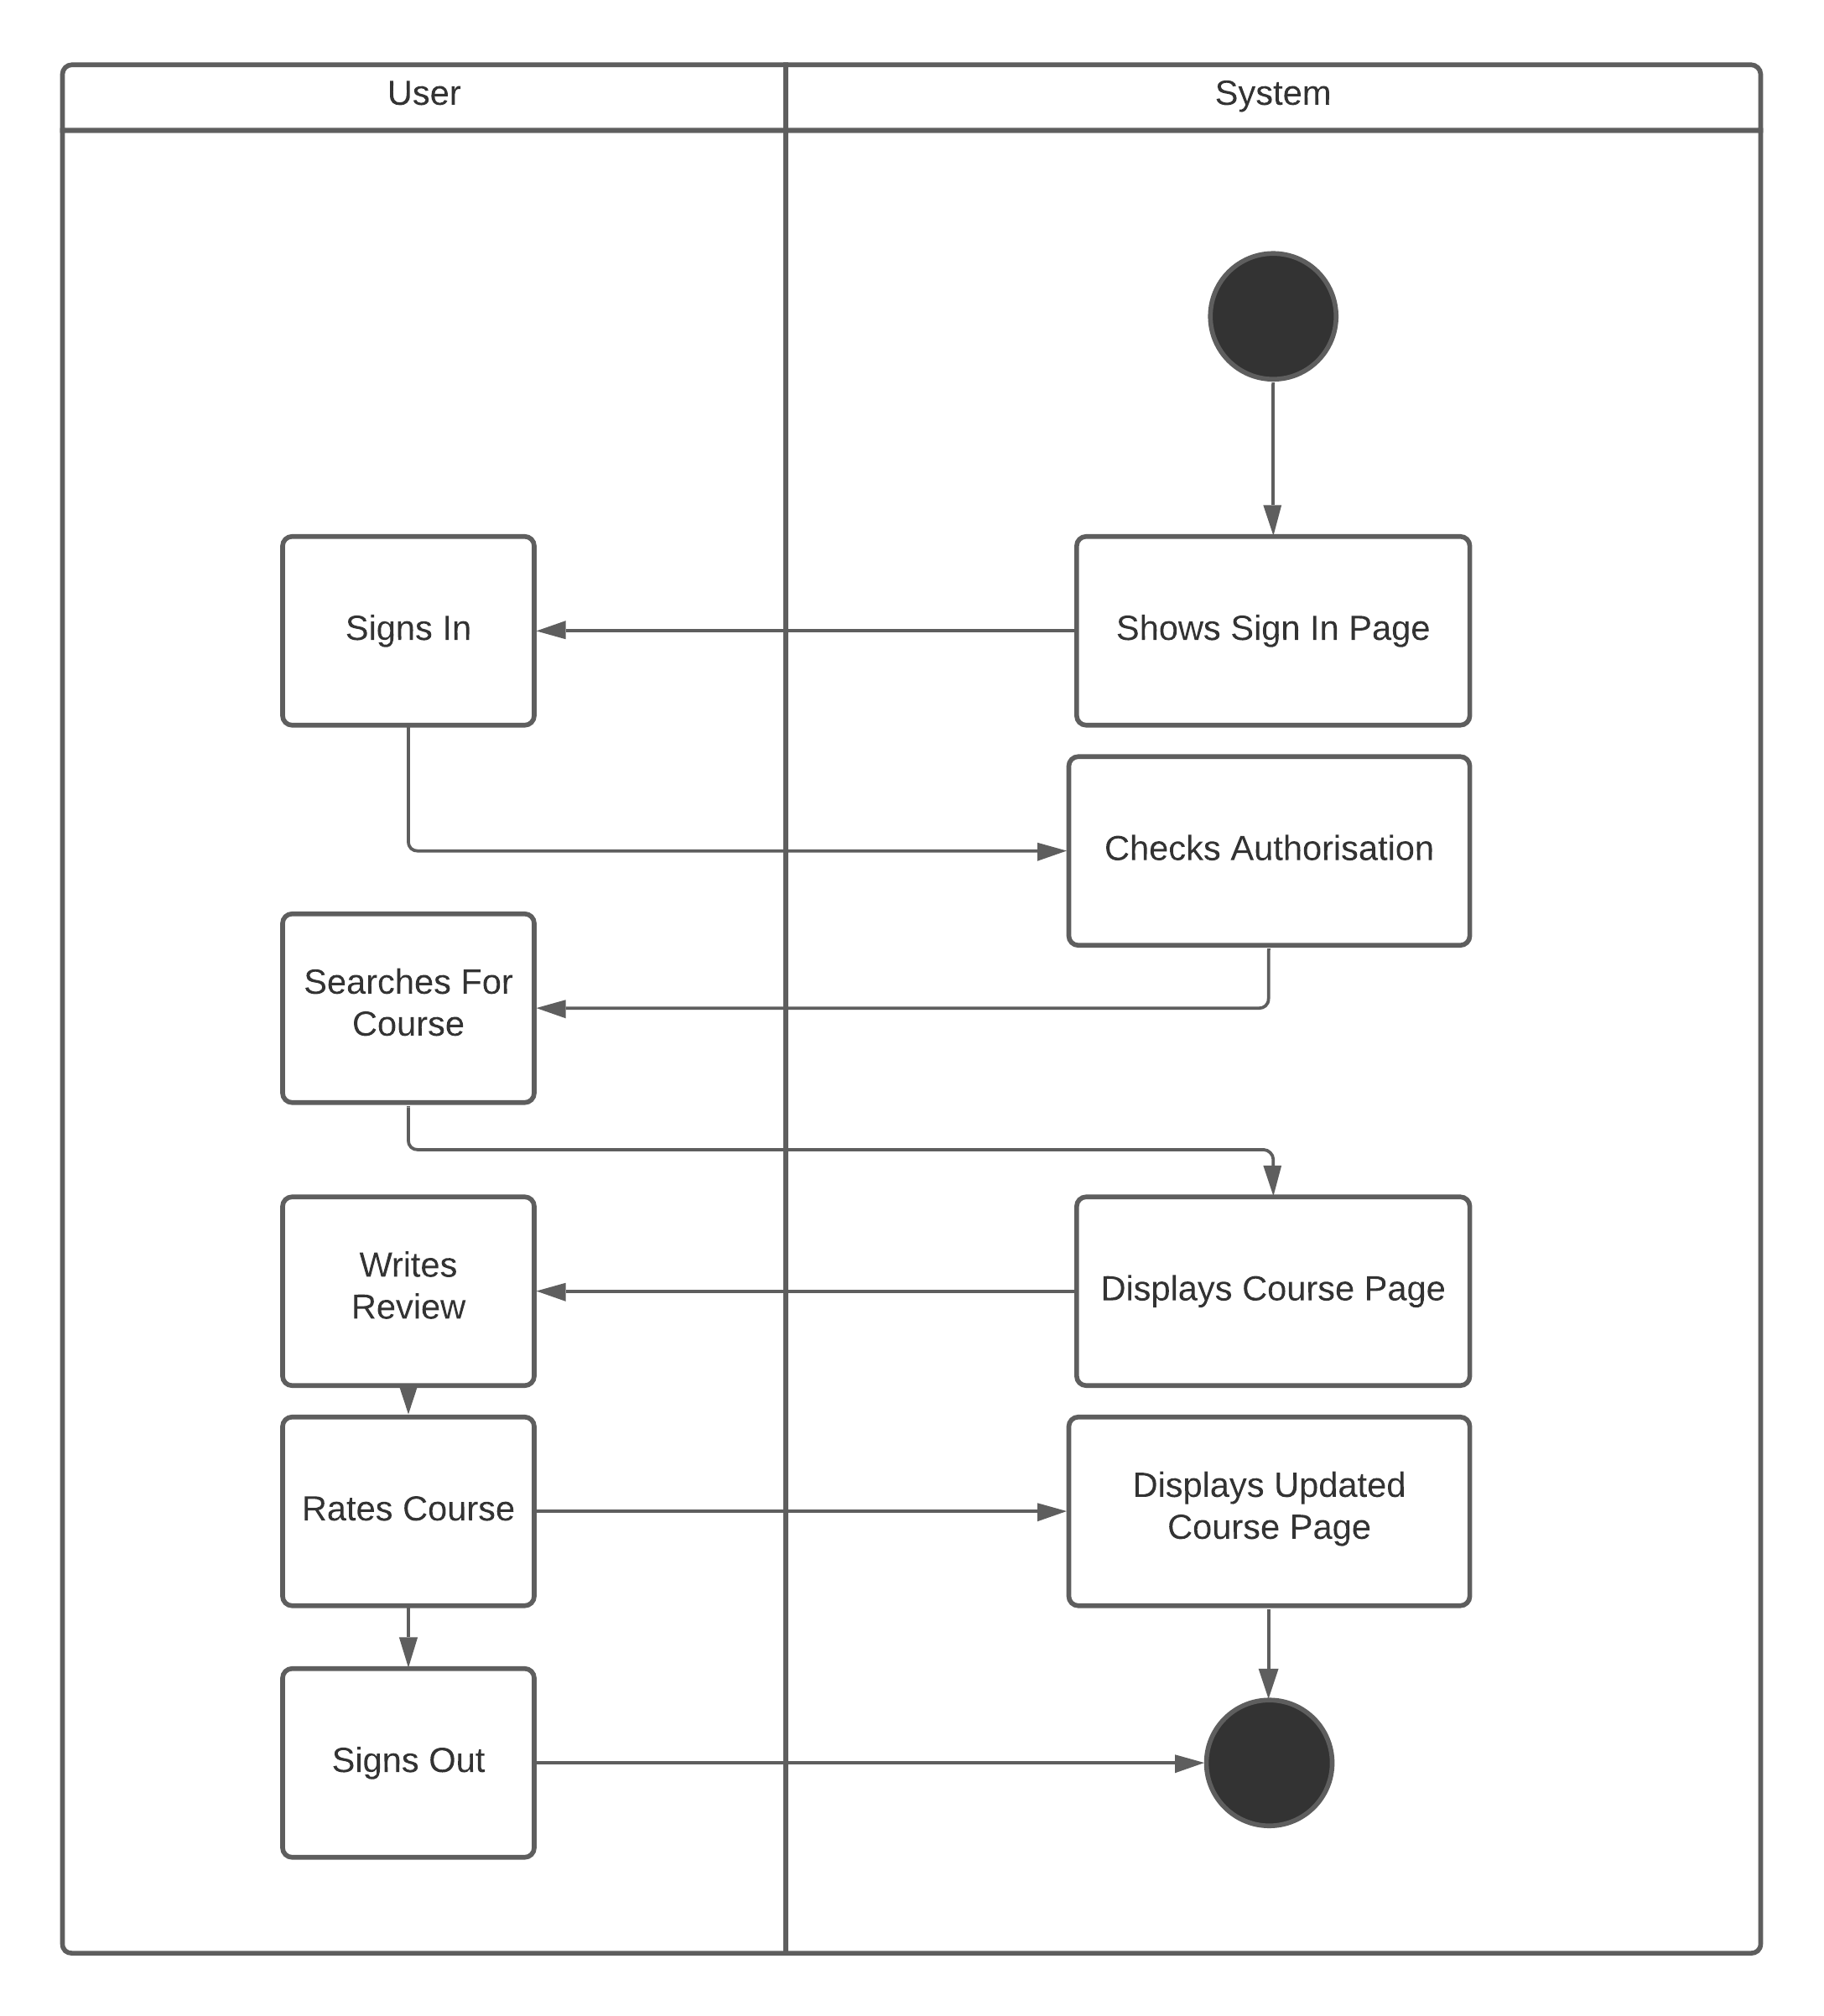 User
System
Signs In
Shows Sign In Page
Checks Authorisation
Searches For
Course
Writes
Review
Displays Course Page
Rates Course
Displays Updated
Course Page
Signs Out